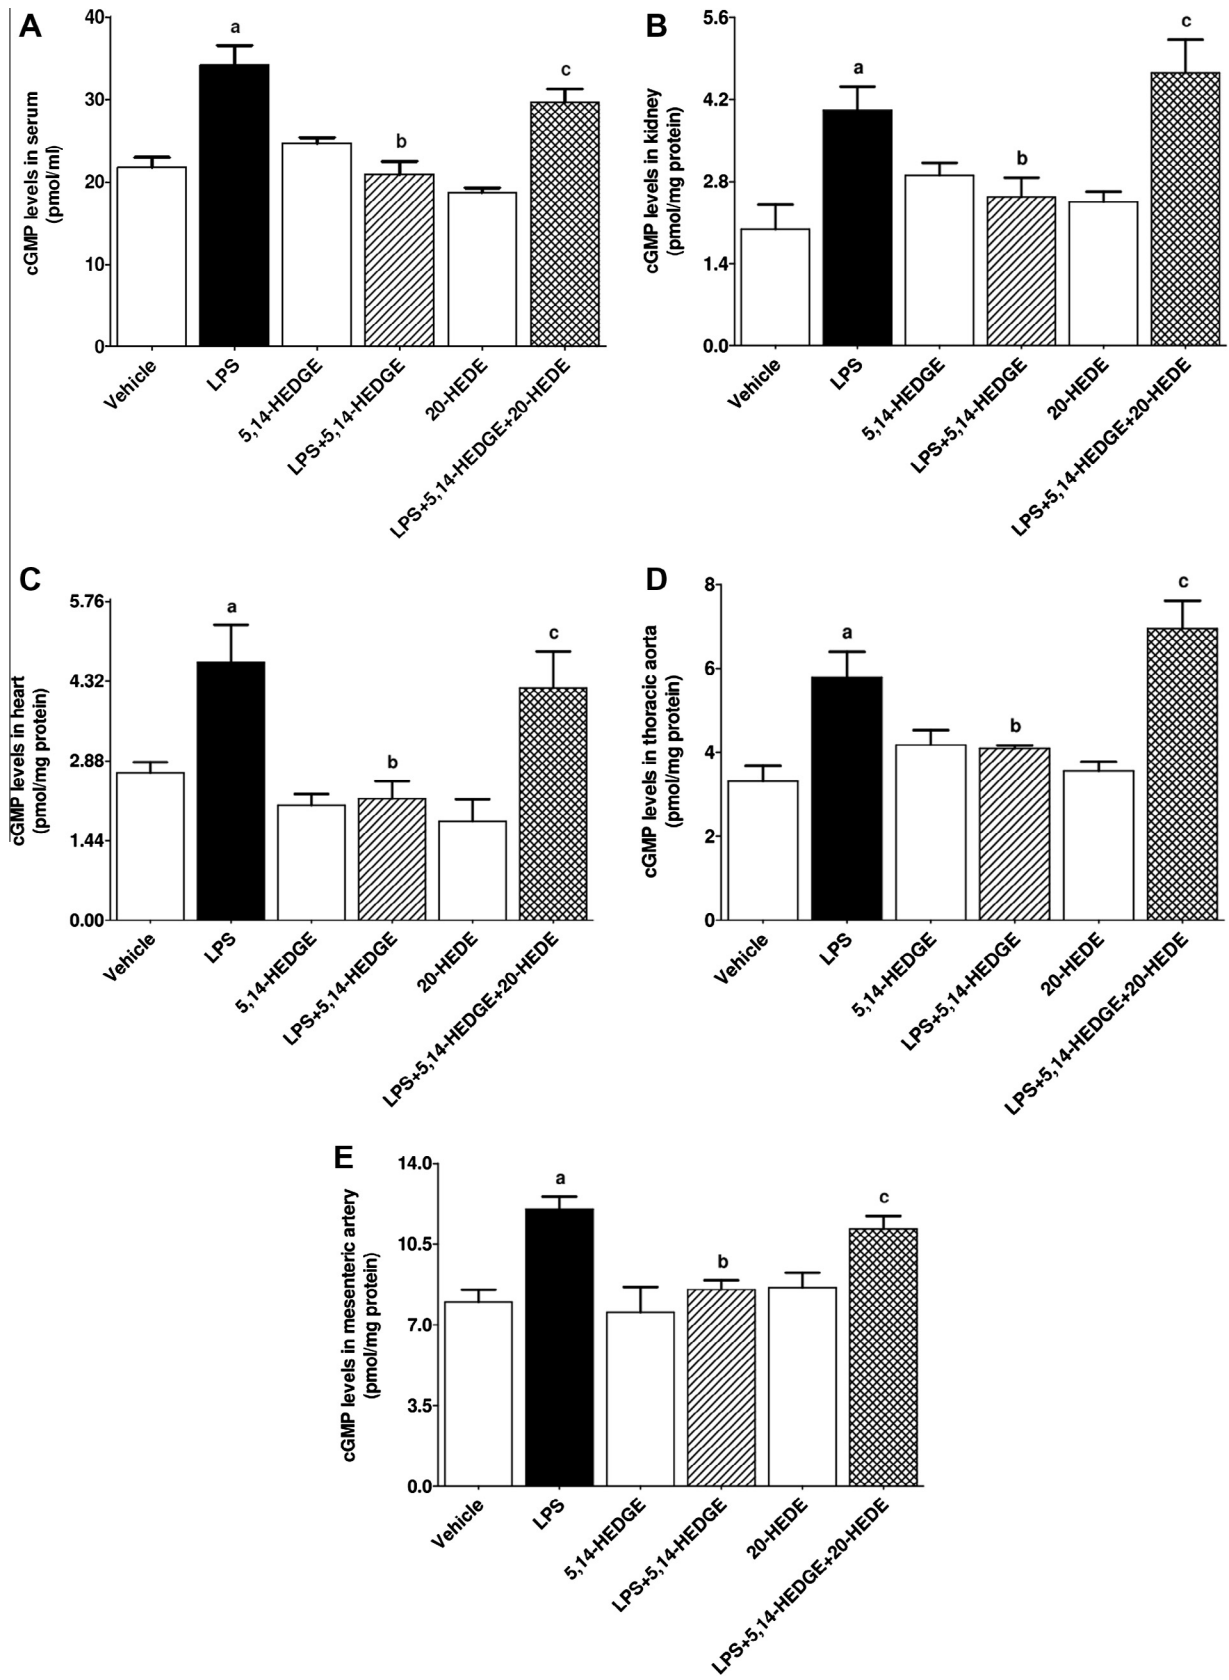 A
cGMP levels in serum
(pmol/ml)
40
30
20
10
0
a
b
c
Vehicle
LPS
5,14-HEDGE
LPS+5,14-HEDGE
20-HEDE
LPS+5,14-HEDGE+20-HEDE
B
cGMP levels in kidney
(pmol/mg protein)
5.6
4.2
2.8
1.4
0.0
a
b
c
Vehicle
LPS
5,14-HEDGE
LPS+5,14-HEDGE
20-HEDE
LPS+5,14-HEDGE+20-HEDE
C
cGMP levels in heart
(pmol/mg protein)
5.76
4.32
2.88
1.44
0.00
a
b
c
Vehicle
LPS
5,14-HEDGE
LPS+5,14-HEDGE
20-HEDE
LPS+5,14-HEDGE+20-HEDE
D
cGMP levels in thoracic aorta
(pmol/mg protein)
8
6
4
2
0
a
b
c
Vehicle
LPS
5,14-HEDGE
LPS+5,14-HEDGE
20-HEDE
LPS+5,14-HEDGE+20-HEDE
E
cGMP levels in mesenteric artery
(pmol/mg protein)
14.0
10.5
7.0
3.5
0.0
a
b
c
Vehicle
LPS
5,14-HEDGE
LPS+5,14-HEDGE
20-HEDE
LPS+5,14-HEDGE+20-HEDE